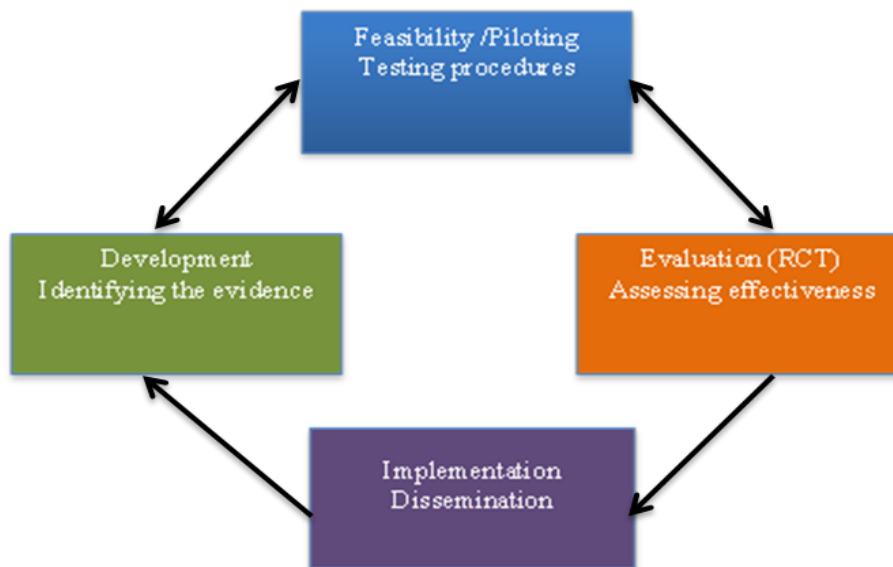 Feasibility /Piloting
Testing procedures
Development
Identifying the evidence
Evaluation (RCT)
Assessing effectiveness
Implementation
Dissemination